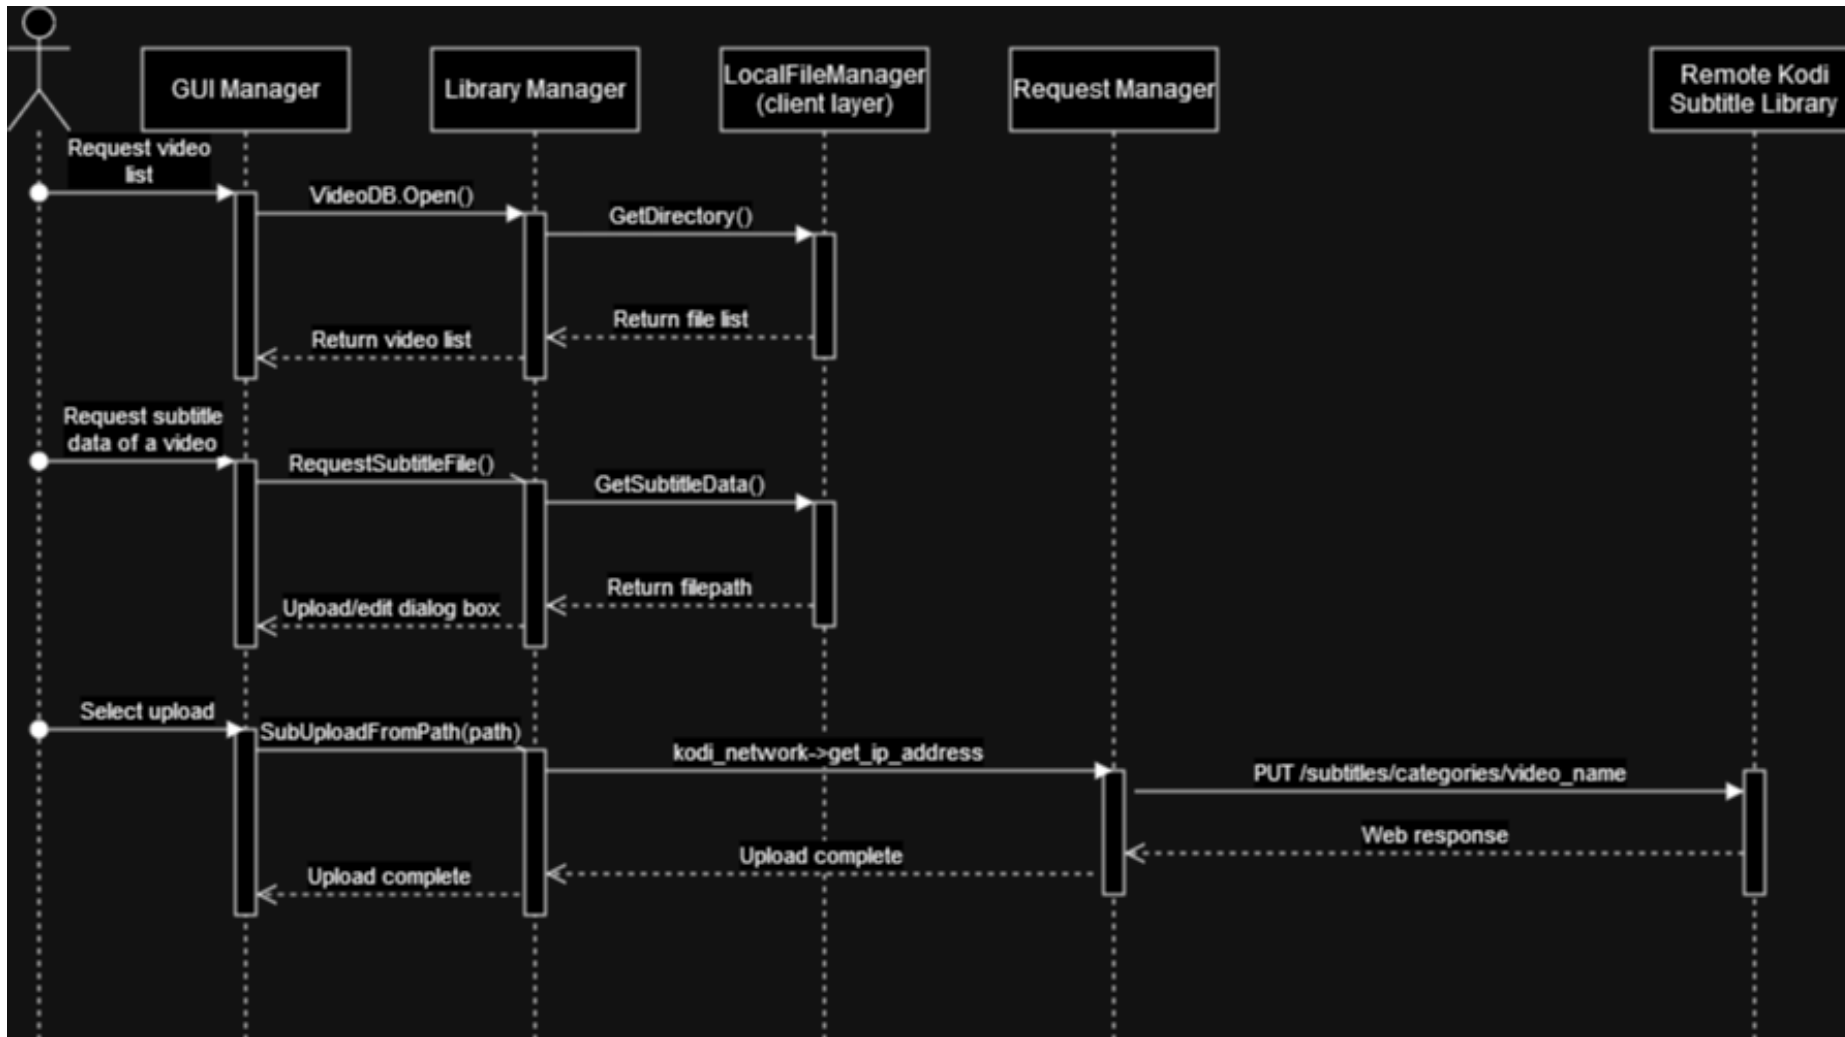 GUI Manager
Library Manager
LocalFileManager
(client layer)
Request Manager
Remote Kodi
Subtitle Library
Request video
list
VideoDB.Open()
GetDirectory()
Return file list
Return video list
Request subtitle
data of a video
RequestSubtitleFile()
GetSubtitleData()
Return filepath
Upload/edit dialog box
Select upload
SubUploadFromPath(path)
kodi_network->get_ip_address
PUT /subtitles/categories/video_name
Web response
Upload complete
Upload complete